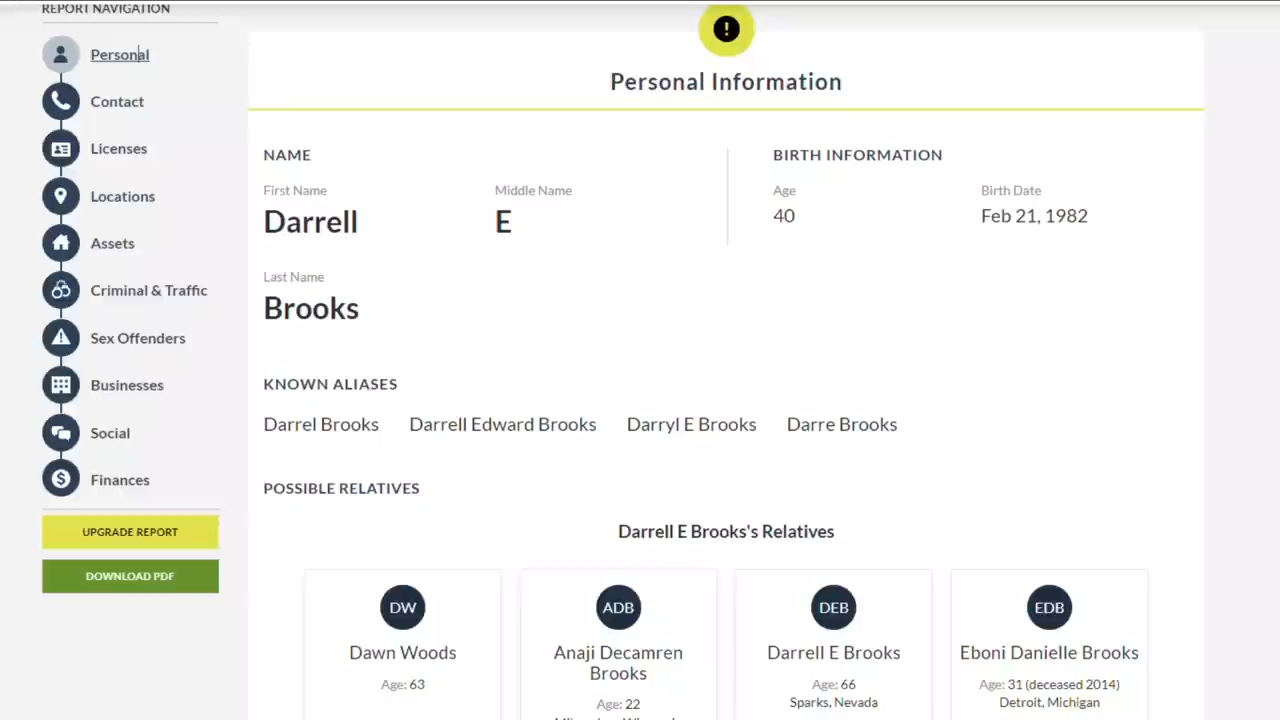 REPORT NAVIGATION
Personal
Contact
Licenses
Locations
Assets
Criminal & Traffic
Sex Offenders
Businesses
Social
Finances
UPGRADE REPORT
DOWNLOAD PDF
Personal Information
NAME
First Name
Middle Name
Darrell
E
Last Name
Brooks
BIRTH INFORMATION
Age
Birth Date
40
Feb 21, 1982
KNOWN ALIASES
Darrel Brooks Darrell Edward Brooks Darryl E Brooks Darre Brooks
POSSIBLE RELATIVES
Darrell E Brooks's Relatives
DW
Dawn Woods
Age: 63
ADB
Anaji Decamren
Brooks
Age: 22
DEB
Darrell E Brooks
Age: 66
Sparks, Nevada
EDB
Eboni Danielle Brooks
Age: 31 (deceased 2014)
Detroit, Michigan